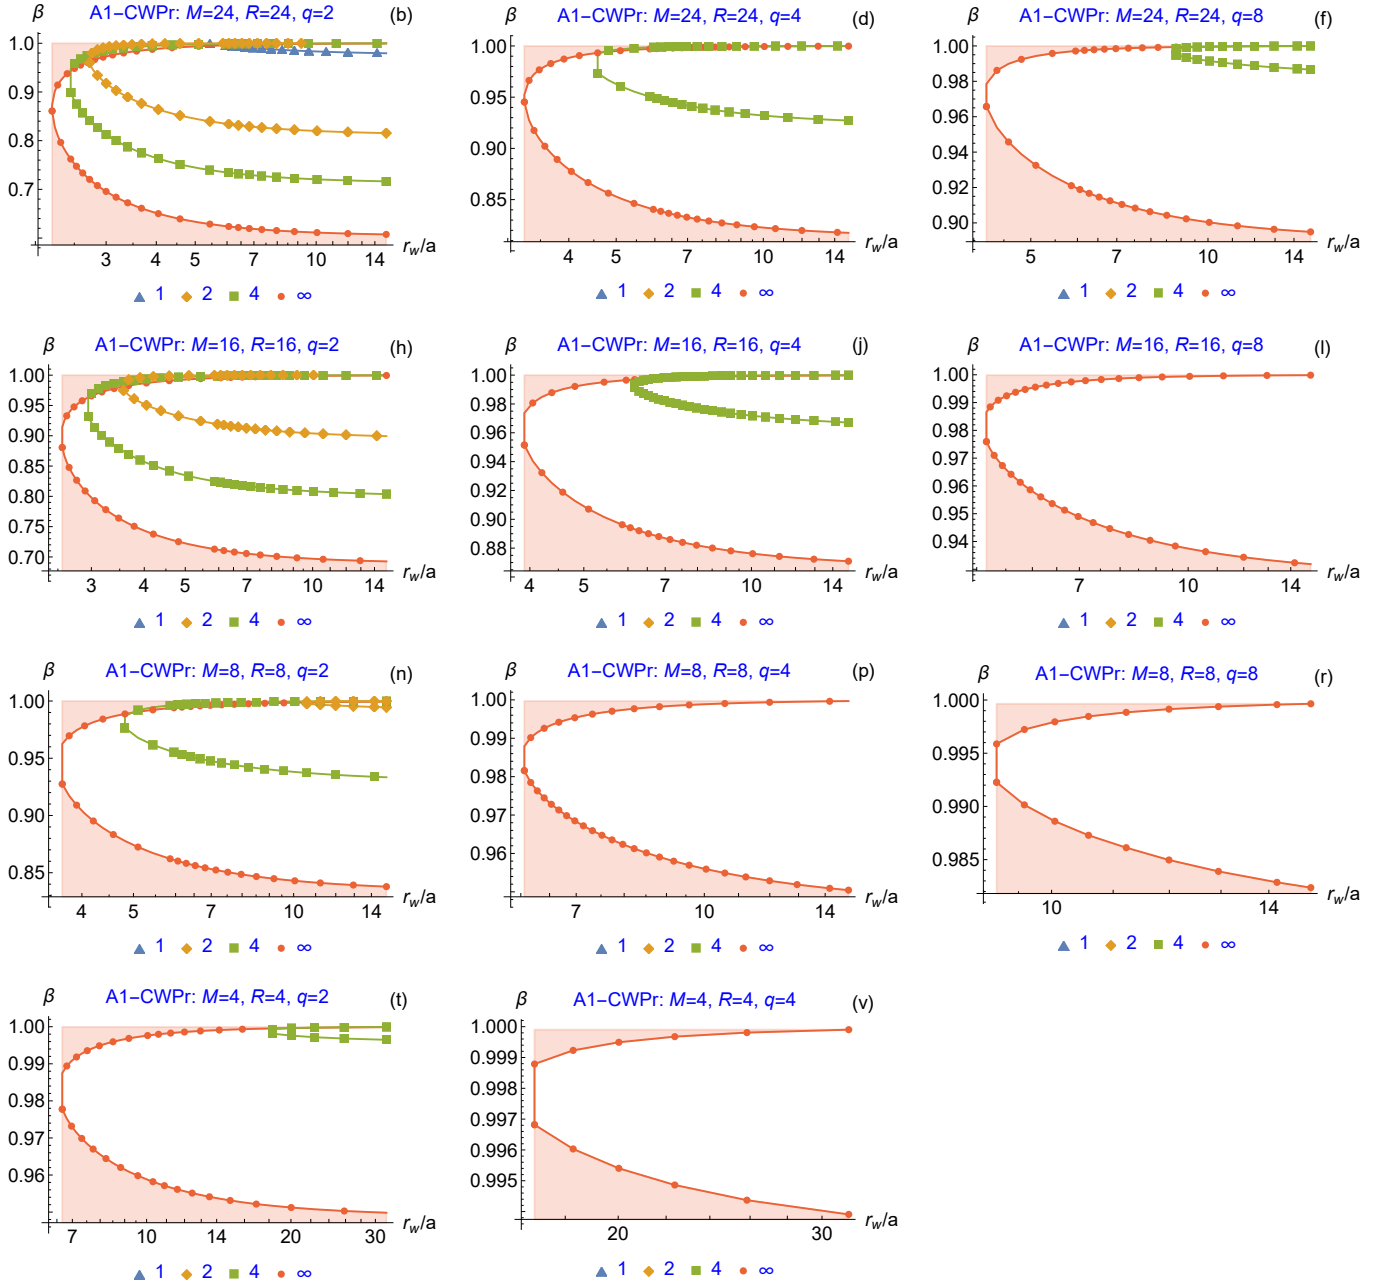 β A1−CWPr: M=24, R=24, q=2 (b)
1.0
0.9
0.8
0.7
3 4 5 7 10 14 r_w/a
1 2 4 ∞
β A1−CWPr: M=24, R=24, q=4 (d)
1.00
0.95
0.90
0.85
4 5 7 10 14 r_w/a
1 2 4 ∞
β A1−CWPr: M=24, R=24, q=8 (f)
1.00
0.98
0.96
0.94
0.92
0.90
5 7 10 14 r_w/a
1 2 4 ∞
β A1−CWPr: M=16, R=16, q=2 (h)
1.00
0.95
0.90
0.85
0.80
0.75
0.70
3 4 5 7 10 14 r_w/a
1 2 4 ∞
β A1−CWPr: M=16, R=16, q=4 (j)
1.00
0.98
0.96
0.94
0.92
0.90
0.88
4 5 7 10 14 r_w/a
1 2 4 ∞
β A1−CWPr: M=16, R=16, q=8 (l)
1.00
0.99
0.98
0.97
0.96
0.95
0.94
7 10 14 r_w/a
1 2 4 ∞
β A1−CWPr: M=8, R=8, q=2 (n)
1.00
0.95
0.90
0.85
4 5 7 10 14 r_w/a
1 2 4 ∞
β A1−CWPr: M=8, R=8, q=4 (p)
1.00
0.99
0.98
0.97
0.96
7 10 14 r_w/a
1 2 4 ∞
β A1−CWPr: M=8, R=8, q=8 (r)
1.000
0.995
0.990
0.985
10 14 r_w/a
1 2 4 ∞
β A1−CWPr: M=4, R=4, q=2 (t)
1.00
0.99
0.98
0.97
0.96
7 10 14 20 30 r_w/a
1 2 4 ∞
β A1−CWPr: M=4, R=4, q=4 (v)
1.000
0.999
0.998
0.997
0.996
0.995
20 30 r_w/a
1 2 4 ∞